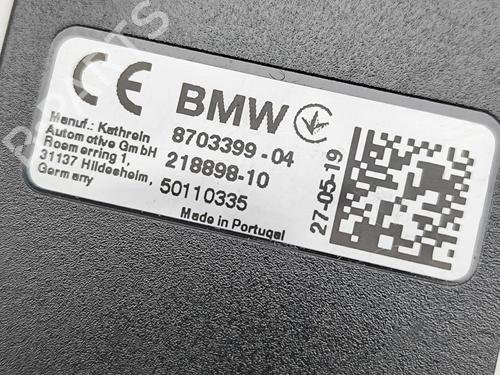 CE BMW
Manuf.: Kathrein
Automotive GmbH
Roemerring 1,
31137 Hildesheim,
Germany
8703399-04
218898-10
50110335
Made in Portugal
27-05-19